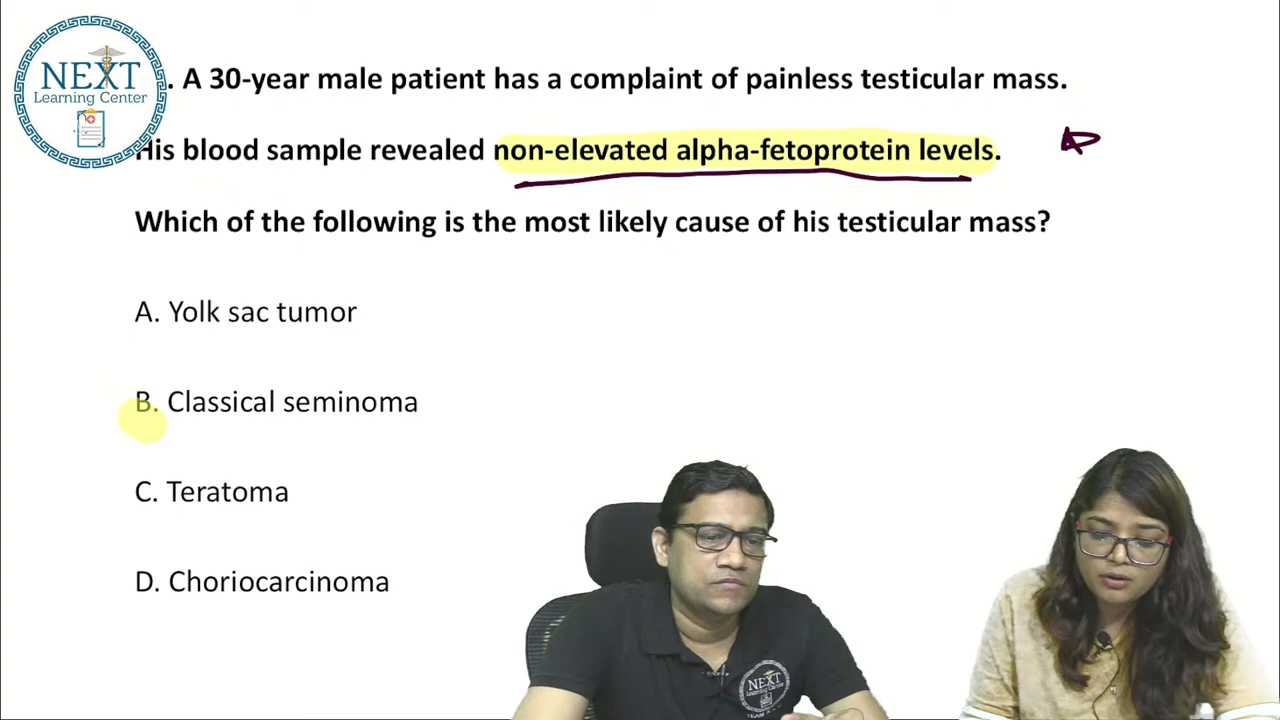 NEXT
Learning Center
. A 30-year male patient has a complaint of painless testicular mass.
His blood sample revealed non-elevated alpha-fetoprotein levels.
Which of the following is the most likely cause of his testicular mass?
A. Yolk sac tumor
B. Classical seminoma
C. Teratoma
D. Choriocarcinoma
NEXT
Learning Center